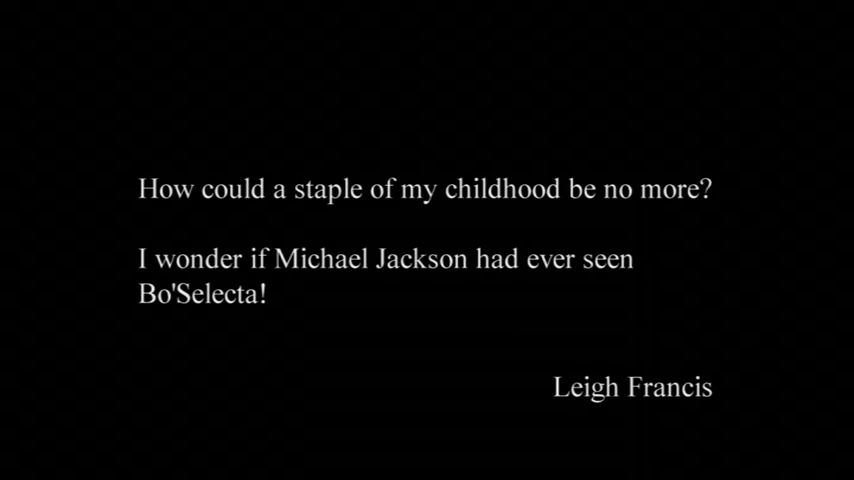 How could a staple of my childhood be no more?
I wonder if Michael Jackson had ever seen
Bo'Selecta!
Leigh Francis